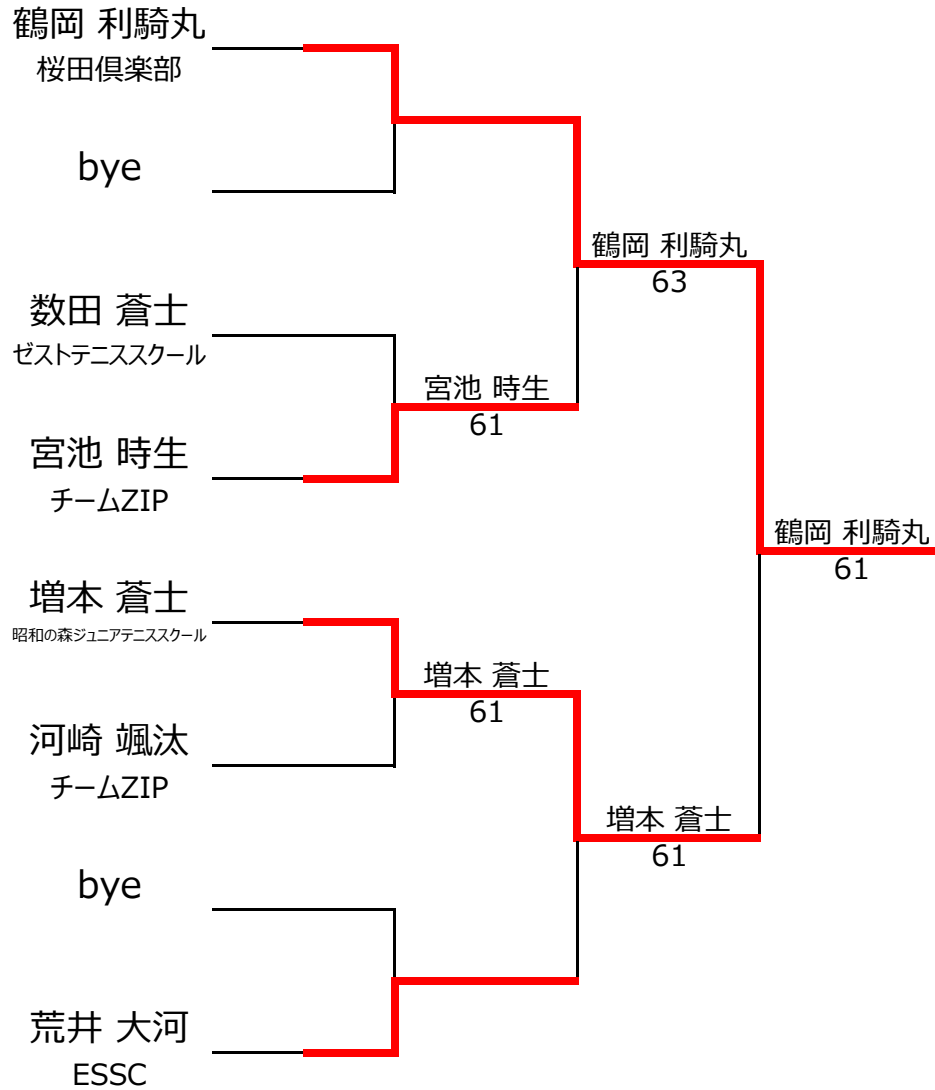 鶴岡 利騎丸
桜田倶楽部
bye
数田 蒼士
ゼストテニススクール
宮池 時生
チームZIP
増本 蒼士
昭和の森ジュニアテニススクール
河崎 颯汰
チームZIP
bye
荒井 大河
ESSC
宮池 時生
61
増本 蒼士
61
鶴岡 利騎丸
63
増本 蒼士
61
鶴岡 利騎丸
61